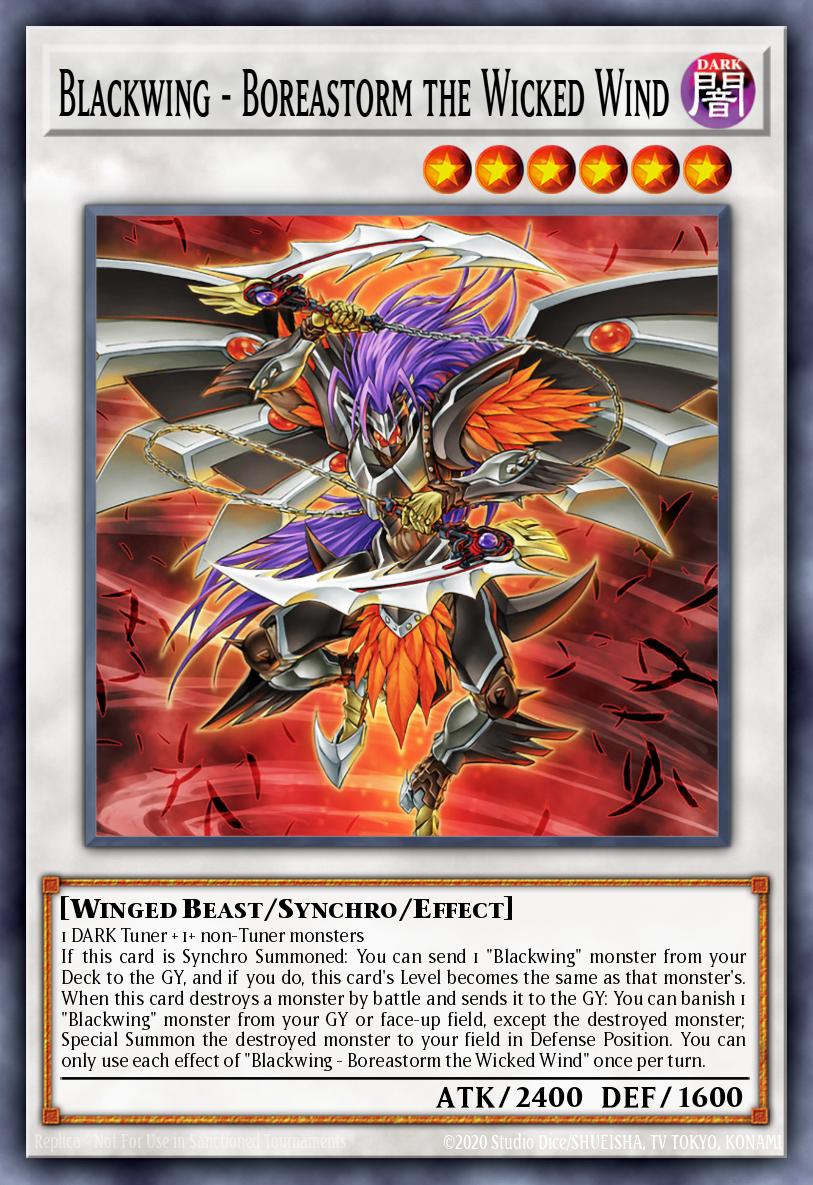 Blackwing - Boreastorm the Wicked Wind
DARK
闇
[Winged Beast/Synchro/Effect]
1 DARK Tuner + 1+ non-Tuner monsters
If this card is Synchro Summoned: You can send 1 "Blackwing" monster from your
Deck to the GY, and if you do, this card's Level becomes the same as that monster's.
When this card destroys a monster by battle and sends it to the GY: You can banish 1
"Blackwing" monster from your GY or face-up field, except the destroyed monster;
Special Summon the destroyed monster to your field in Defense Position. You can
only use each effect of "Blackwing - Boreastorm the Wicked Wind" once per turn.
ATK/2400 DEF/1600
Replica - Not For Use in Sanctioned Tournaments
©2020 Studio Dice/SHUEISHA, TV TOKYO, KONAMI